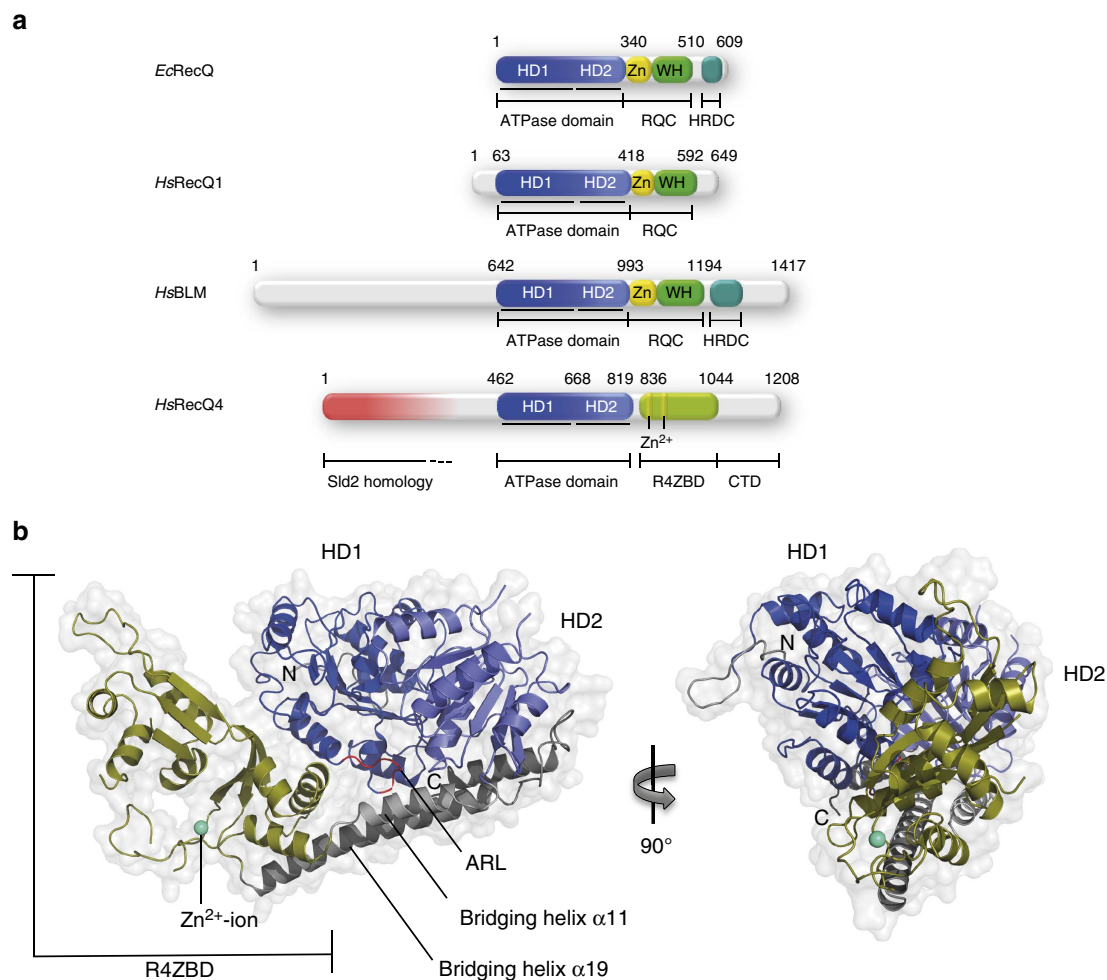 a
1 340 510 609
EcRecQ
HD1 HD2 Zn WH
ATPase domain RQC HRDC
1 63 418 592 649
HsRecQ1
HD1 HD2 Zn WH
ATPase domain RQC
1 642 993 1194 1417
HsBLM
HD1 HD2 Zn WH
ATPase domain RQC HRDC
1 462 668 819 836 1044 1208
HsRecQ4
HD1 HD2
Zn²⁺
Sld2 homology ATPase domain R4ZBD CTD
b
HD1 HD1
HD2
N N
HD2
C C
90°
ARL
Zn²⁺-ion
Bridging helix α11
Bridging helix α19
R4ZBD